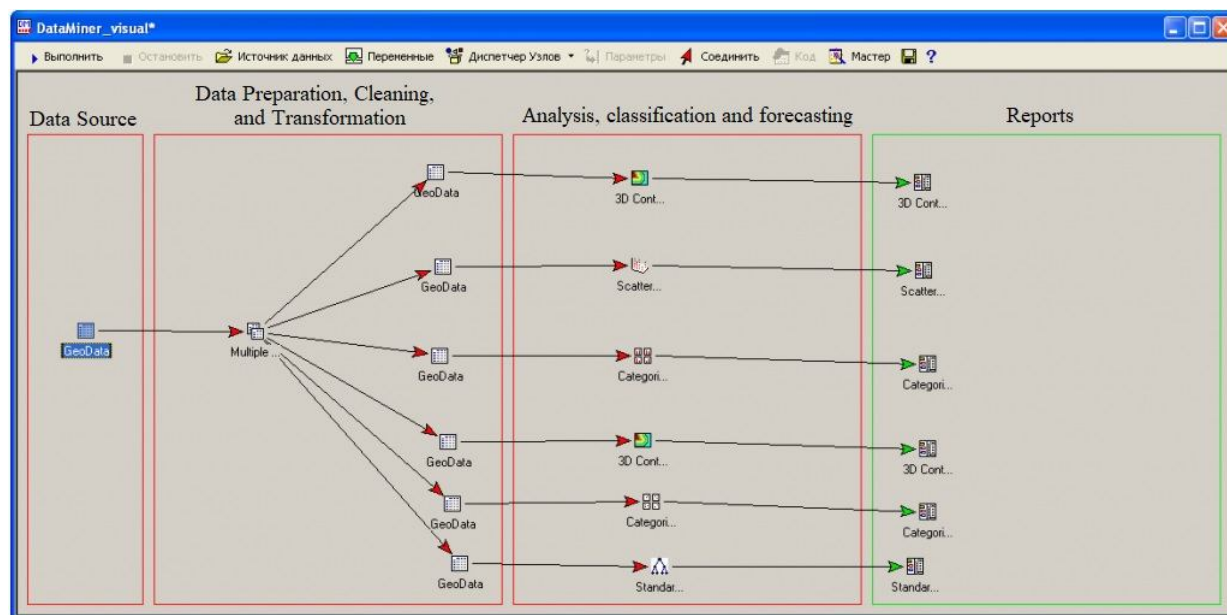 DataMiner_visual*
Выполнить Остановить Источник данных Переменные Диспетчер Узлов Параметры Соединить Код Мастер ?
Data Source
Data Preparation, Cleaning,
and Transformation
Analysis, classification and forecasting
Reports
GeoData
3D Cont...
3D Cont...
GeoData
Scatter...
Scatter...
GeoData
Multiple ...
GeoData
Categori...
Categori...
GeoData
3D Cont...
3D Cont...
GeoData
Categori...
Categori...
GeoData
Standar...
Standar...